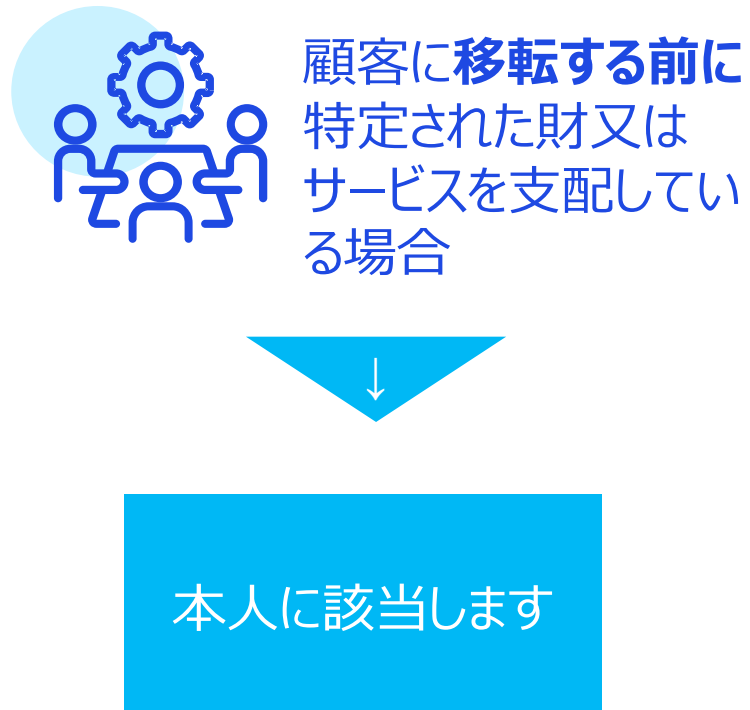 顧客に移転する前に
特定された財又は
サービスを支配してい
る場合
↓
本人に該当します